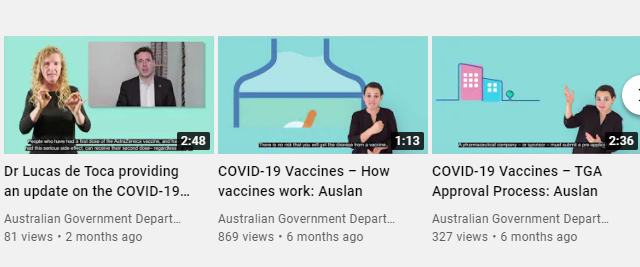 People who have had a first dose of the AstraZeneca vaccine, and
had this serious side effect, can receive their second dose– regardless
2:48
There is no risk that you will get the disease from a vaccine.
1:13
A pharmaceutical company - or sponsor - must submit a pre-applic
2:36
Dr Lucas de Toca providing
an update on the COVID-19...
Australian Government Depart...
81 views • 2 months ago
COVID-19 Vaccines – How
vaccines work: Auslan
Australian Government Depart...
869 views • 6 months ago
COVID-19 Vaccines – TGA
Approval Process: Auslan
Australian Government Depart...
327 views • 6 months ago